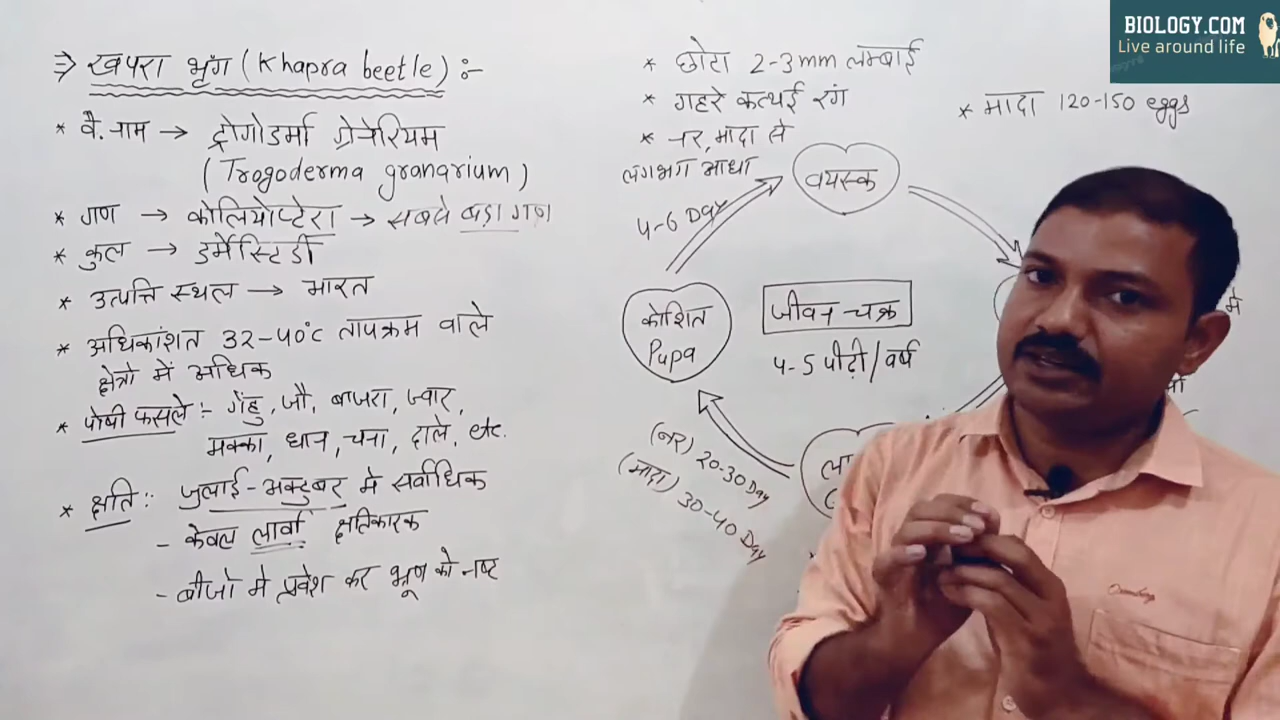 ⇒ खपरा भृंग (Khapra beetle) :-
* वै. नाम → ट्रोगोडर्मा ग्रेनेरियम
(Trogoderma granarium)
* गण → कोलियोप्टेरा → सबसे बड़ा गण
* कुल → डर्मेस्टिडी
* उत्पत्ति स्थल → भारत
* अधिकांशत 32-40°c तापक्रम वाले
क्षेत्रो में अधिक
* पोषी फसले :- गेंहु, जौ, बाजरा, ज्वार,
मक्का, धान, चना, दाले, etc.
* क्षति :- जुलाई-अक्टुबर मे सर्वाधिक
- केवल लार्वा क्षतिकारक
- बीजो मे प्रवेश कर भ्रूण को नष्ट
* छोटा 2-3mm लम्बाई
* गहरे कत्थई रंग
* नर, मादा से
लगभग आधा
* मादा 120-150 eggs
वयस्क
4-6 Day
कोशित
Pupa
जीवन-चक्र
4-5 पीढ़ी/वर्ष
मे
(नर) 20-30 Day
(मादा) 30-40 Day
BIOLOGY.COM
Live around life